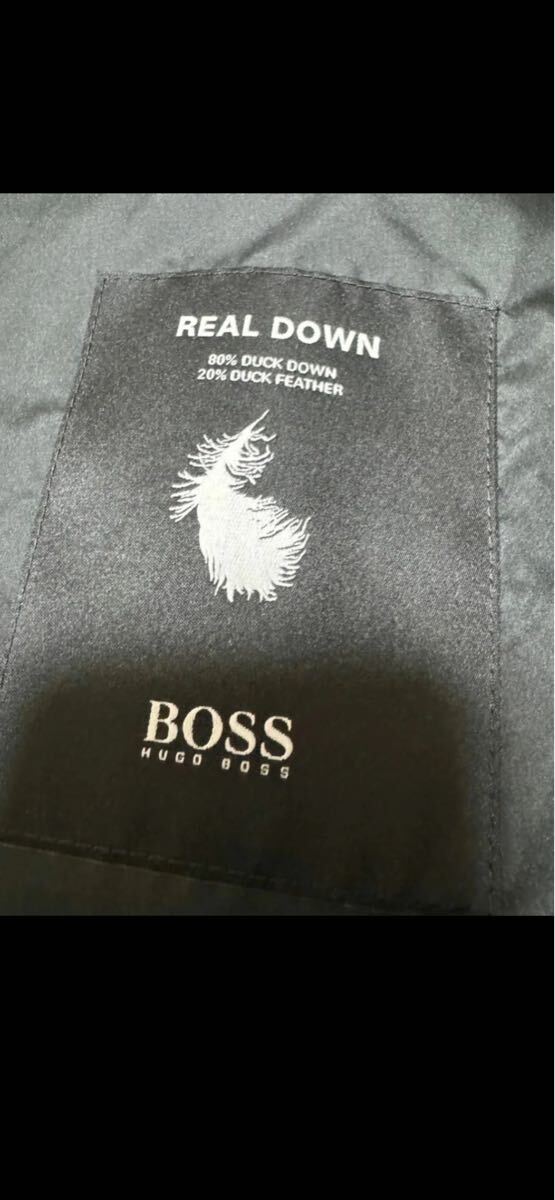 REAL DOWN
80% DUCK DOWN
20% DUCK FEATHER
BOSS
HUGO BOSS